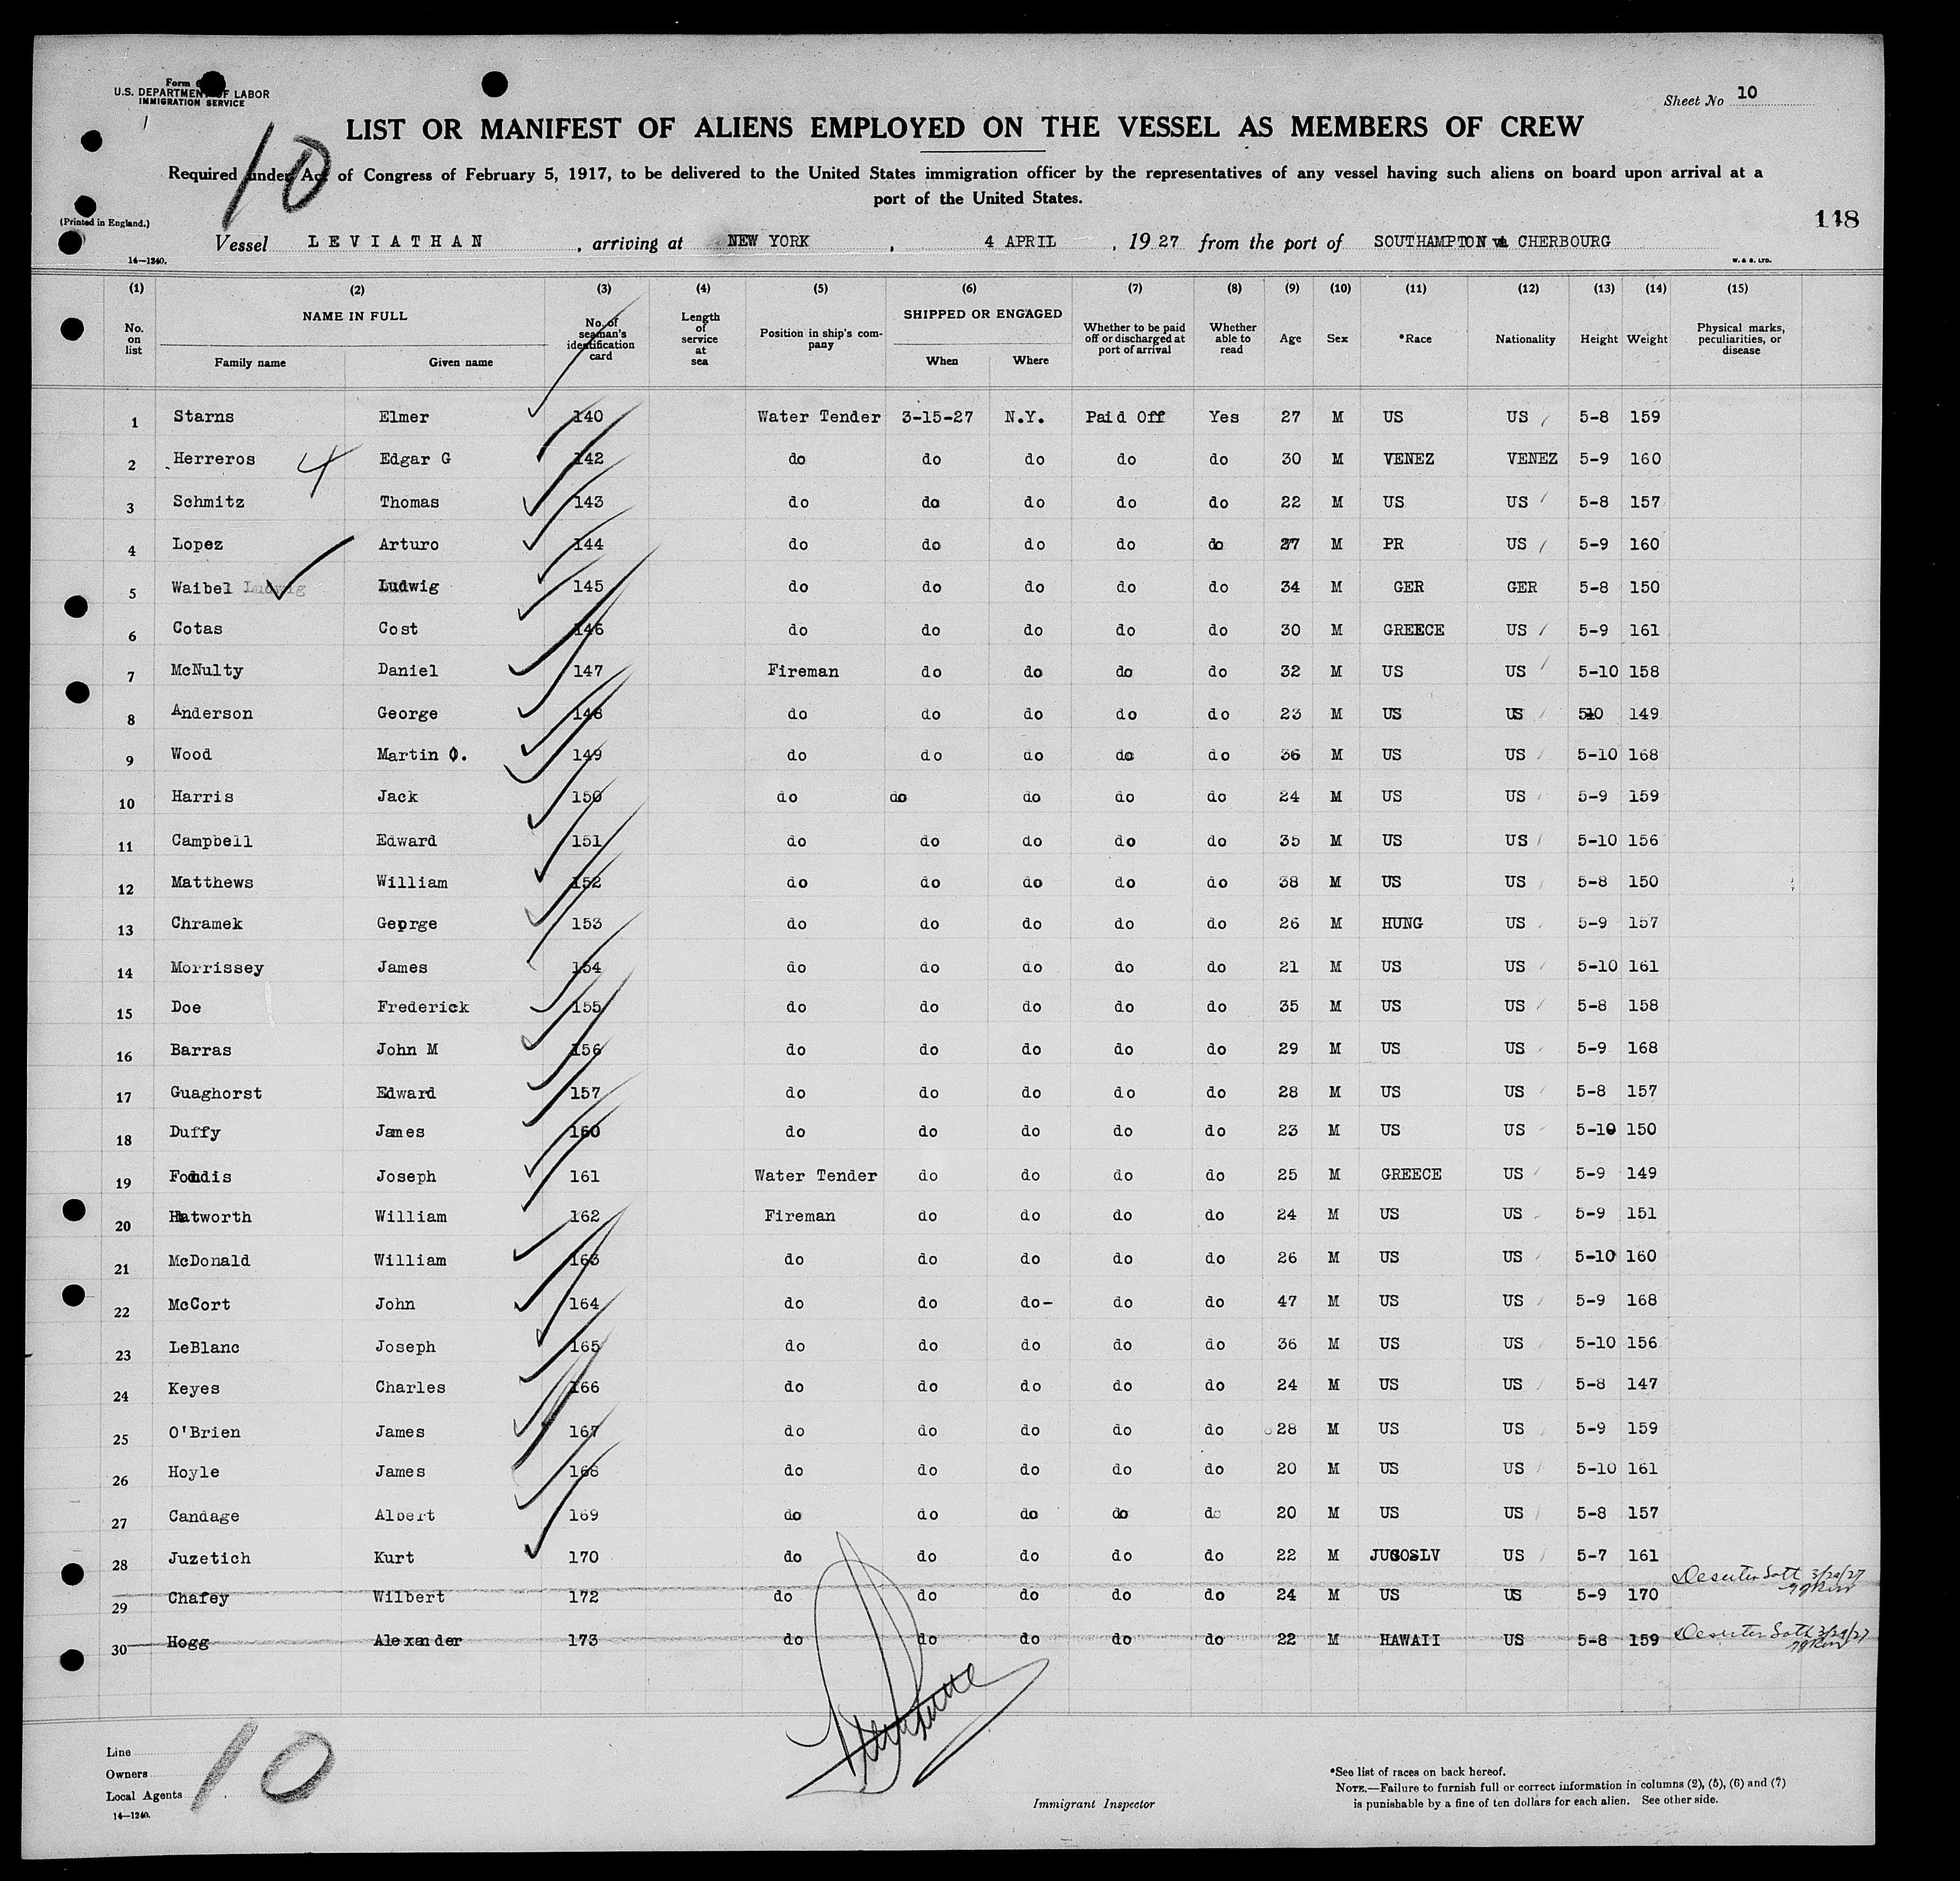 Form
U.S. DEPARTMENT OF LABOR
IMMIGRATION SERVICE
Sheet No 10
10
LIST OR MANIFEST OF ALIENS EMPLOYED ON THE VESSEL AS MEMBERS OF CREW
Required under Act of Congress of February 5, 1917, to be delivered to the United States immigration officer by the representatives of any vessel having such aliens on board upon arrival at a
port of the United States.
(Printed in England.)
148
Vessel LEVIATHAN, arriving at NEW YORK, 4 APRIL, 1927 from the port of SOUTHAMPTON via CHERBOURG
14—1240.
W. & S. LTD.
(1) (2) (3) (4) (5) (6) (7) (8) (9) (10) (11) (12) (13) (14) (15)
No. on list NAME IN FULL Family name Given name No. of seaman's identification card Length of service at sea Position in ship's company SHIPPED OR ENGAGED When Where Whether to be paid off or discharged at port of arrival Whether able to read Age Sex *Race Nationality Height Weight Physical marks, peculiarities, or disease
1 Starns Elmer 140 Water Tender 3-15-27 N.Y. Paid Off Yes 27 M US US 5-8 159
2 Herreros 4 Edgar G 142 do do do do do 30 M VENEZ VENEZ 5-9 160
3 Schmitz Thomas 143 do do do do do 22 M US US 5-8 157
4 Lopez Arturo 144 do do do do do 27 M PR US 5-9 160
5 Waibel Ludwig Ludwig 145 do do do do do 34 M GER GER 5-8 150
6 Cotas Cost 146 do do do do do 30 M GREECE US 5-9 161
7 McNulty Daniel 147 Fireman do do do do 32 M US US 5-10 158
8 Anderson George 148 do do do do do 23 M US US 510 149
9 Wood Martin O. 149 do do do do do 36 M US US 5-10 168
10 Harris Jack 150 do do do do do 24 M US US 5-9 159
11 Campbell Edward 151 do do do do do 35 M US US 5-10 156
12 Matthews William 152 do do do do do 38 M US US 5-8 150
13 Chramek George 153 do do do do do 26 M HUNG US 5-9 157
14 Morrissey James 154 do do do do do 21 M US US 5-10 161
15 Doe Frederick 155 do do do do do 35 M US US 5-8 158
16 Barras John M 156 do do do do do 29 M US US 5-9 168
17 Guaghorst Edward 157 do do do do do 28 M US US 5-8 157
18 Duffy James 160 do do do do do 23 M US US 5-10 150
19 Joseph 161 Water Tender do do do do 25 M GREECE US 5-9 149
20 Hatworth William 162 Fireman do do do do 24 M US US 5-9 151
21 McDonald William 163 do do do do do 26 M US US 5-10 160
22 McCort John 164 do do do- do do 47 M US US 5-9 168
23 LeBlanc Joseph 165 do do do do do 36 M US US 5-10 156
24 Keyes Charles 166 do do do do do 24 M US US 5-8 147
25 O'Brien James 167 do do do do do 28 M US US 5-9 159
26 Hoyle James 168 do do do do do 20 M US US 5-10 161
27 Candage Albert 169 do do do do do 20 M US US 5-8 157
28 Juzetich Kurt 170 do do do do do 22 M JUGOSLV US 5-7 161
29 Chafey Wilbert 172 do do do do do 24 M US US 5-9 170 Deserter Soth 3/29/27
30 Hogg Alexander 173 do do do do do 22 M HAWAII US 5-8 159 Deserter Soth 3/29/27
10
Line
Owners
Local Agents
14—1240.
Immigrant Inspector
*See list of races on back hereof.
NOTE.—Failure to furnish full or correct information in columns (2), (5), (6) and (7)
is punishable by a fine of ten dollars for each alien. See other side.